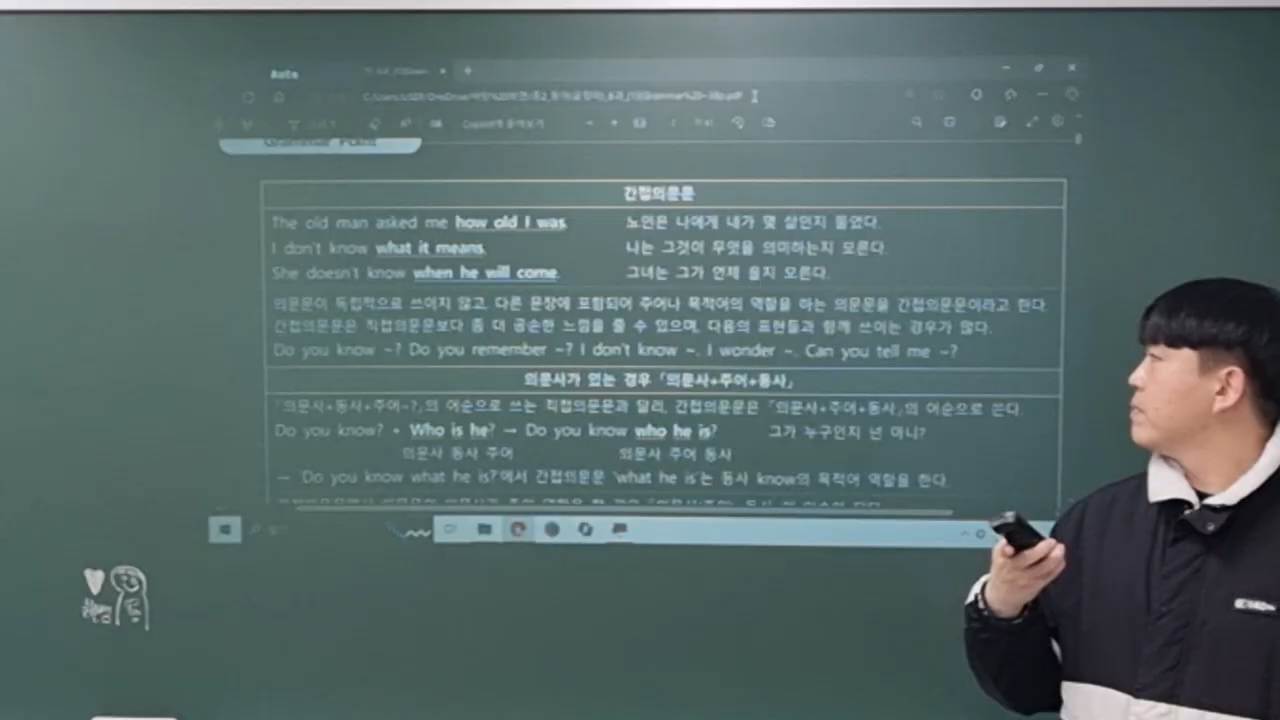 Auto
Grammar Point
간접의문문
The old man asked me how old I was. 노인은 나에게 내가 몇 살인지 물었다.
I don't know what it means. 나는 그것이 무엇을 의미하는지 모른다.
She doesn't know when he will come. 그녀는 그가 언제 올지 모른다.
의문문이 독립적으로 쓰이지 않고, 다른 문장에 포함되어 주어나 목적어의 역할을 하는 의문문을 간접의문문이라고 한다.
간접의문문은 직접의문문보다 좀 더 공손한 느낌을 줄 수 있으며, 다음의 표현들과 함께 쓰이는 경우가 많다.
Do you know ~? Do you remember ~? I don't know ~. I wonder ~. Can you tell me ~?
의문사가 있는 경우 「의문사+주어+동사」
「의문사+동사+주어~?」의 어순으로 쓰는 직접의문문과 달리, 간접의문문은 「의문사+주어+동사」의 어순으로 쓴다.
Do you know? + Who is he? → Do you know who he is? 그가 누구인지 넌 아니?
의문사 동사 주어 의문사 주어 동사
→ 'Do you know what he is?'에서 간접의문문 'what he is'는 동사 know의 목적어 역할을 한다.